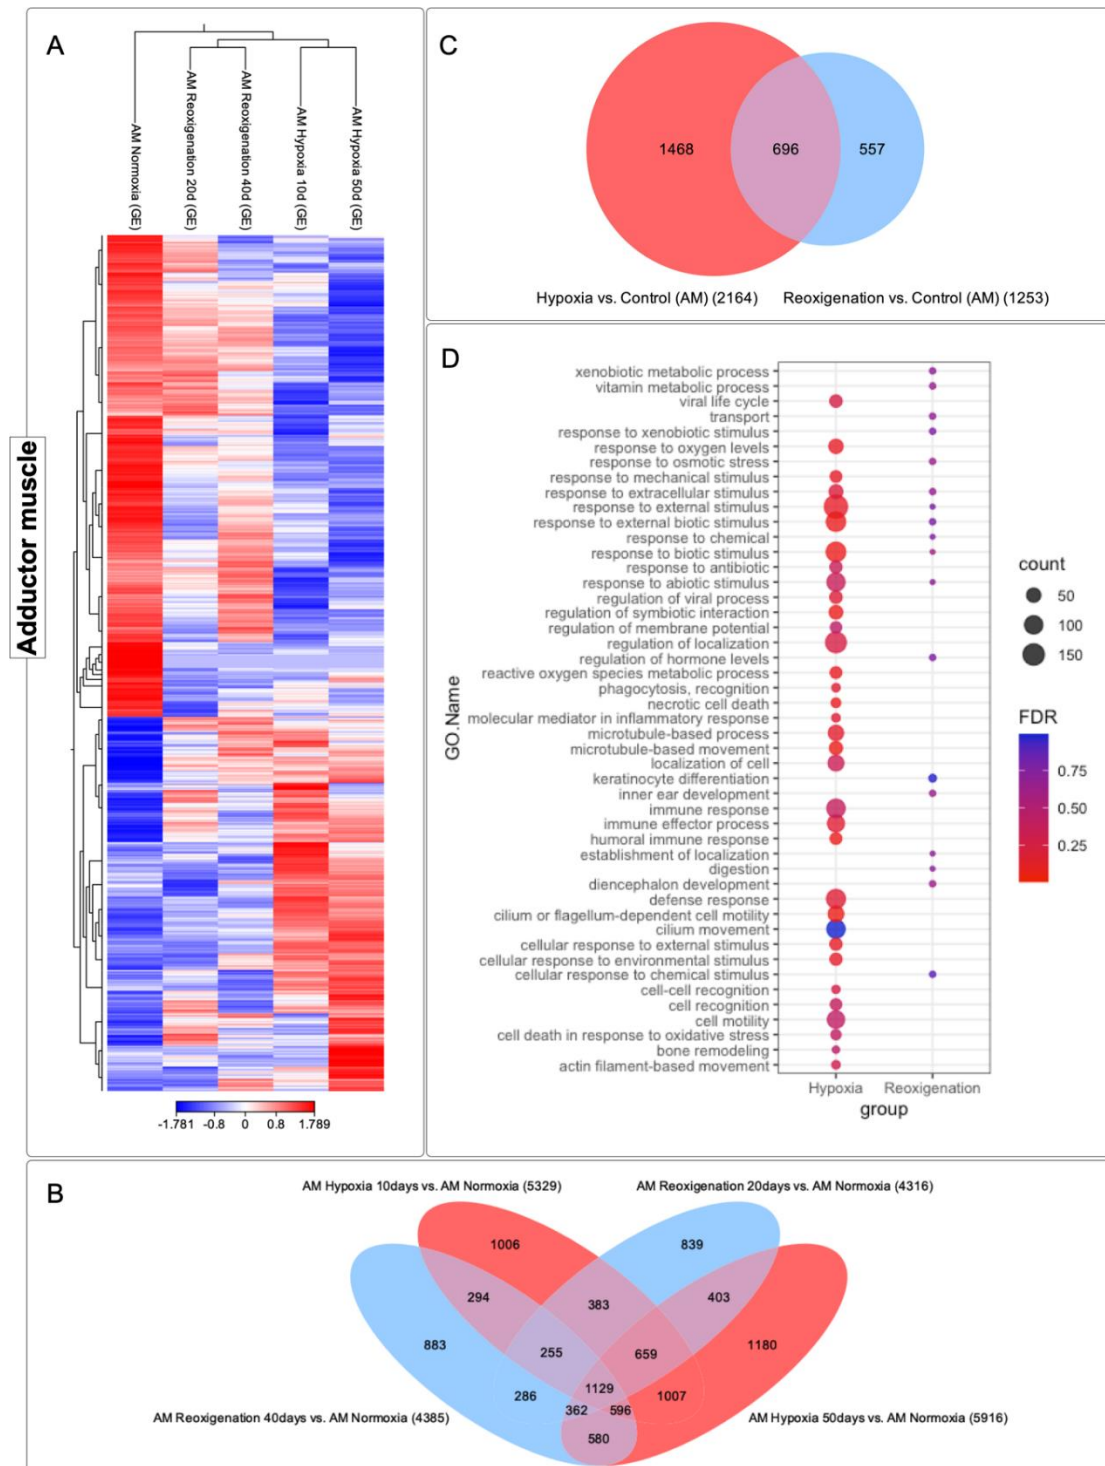 A
AM Normoxia (GE)
AM Reoxigenation 20d (GE)
AM Reoxigenation 40d (GE)
AM Hypoxia 10d (GE)
AM Hypoxia 50d (GE)
Adductor muscle
-1.781 -0.8 0 0.8 1.789
C
1468 696 557
Hypoxia vs. Control (AM) (2164) Reoxigenation vs. Control (AM) (1253)
D
GO.Name
xenobiotic metabolic process
vitamin metabolic process
viral life cycle
transport
response to xenobiotic stimulus
response to oxygen levels
response to osmotic stress
response to mechanical stimulus
response to extracellular stimulus
response to external stimulus
response to external biotic stimulus
response to chemical
response to biotic stimulus
response to antibiotic
response to abiotic stimulus
regulation of viral process
regulation of symbiotic interaction
regulation of membrane potential
regulation of localization
regulation of hormone levels
reactive oxygen species metabolic process
phagocytosis, recognition
necrotic cell death
molecular mediator in inflammatory response
microtubule-based process
microtubule-based movement
localization of cell
keratinocyte differentiation
inner ear development
immune response
immune effector process
humoral immune response
establishment of localization
digestion
diencephalon development
defense response
cilium or flagellum-dependent cell motility
cilium movement
cellular response to external stimulus
cellular response to environmental stimulus
cellular response to chemical stimulus
cell-cell recognition
cell recognition
cell motility
cell death in response to oxidative stress
bone remodeling
actin filament-based movement
Hypoxia Reoxigenation
group
count
50
100
150
FDR
0.75
0.50
0.25
B
AM Hypoxia 10days vs. AM Normoxia (5329) AM Reoxigenation 20days vs. AM Normoxia (4316)
1006 839
294 383 403
883 255 659 1180
286 1129 1007
362 596
AM Reoxigenation 40days vs. AM Normoxia (4385) AM Hypoxia 50days vs. AM Normoxia (5916)
580